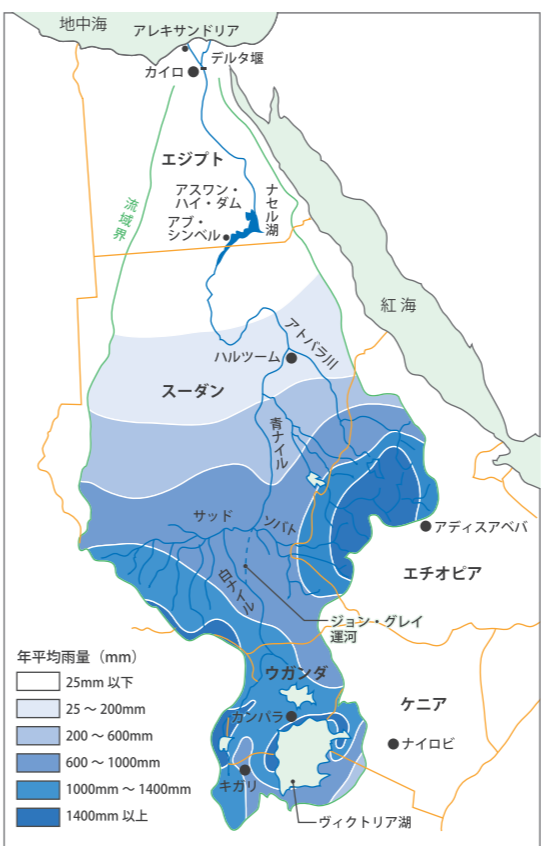 地中海
アレキサンドリア
デルタ堰
カイロ
エジプト
アスワン・
ハイ・ダム
ナセル湖
アブ・
シンベル
流域界
紅海
アトバラ川
ハルツーム
スーダン
青ナイル
サッド
ソバト
アディスアベバ
エチオピア
白ナイル
ジョン・グレイ
運河
年平均雨量（mm）
25mm 以下
25 〜 200mm
200 〜 600mm
600 〜 1000mm
1000mm 〜 1400mm
1400mm 以上
ウガンダ
ケニア
カンパラ
ナイロビ
キガリ
ヴィクトリア湖